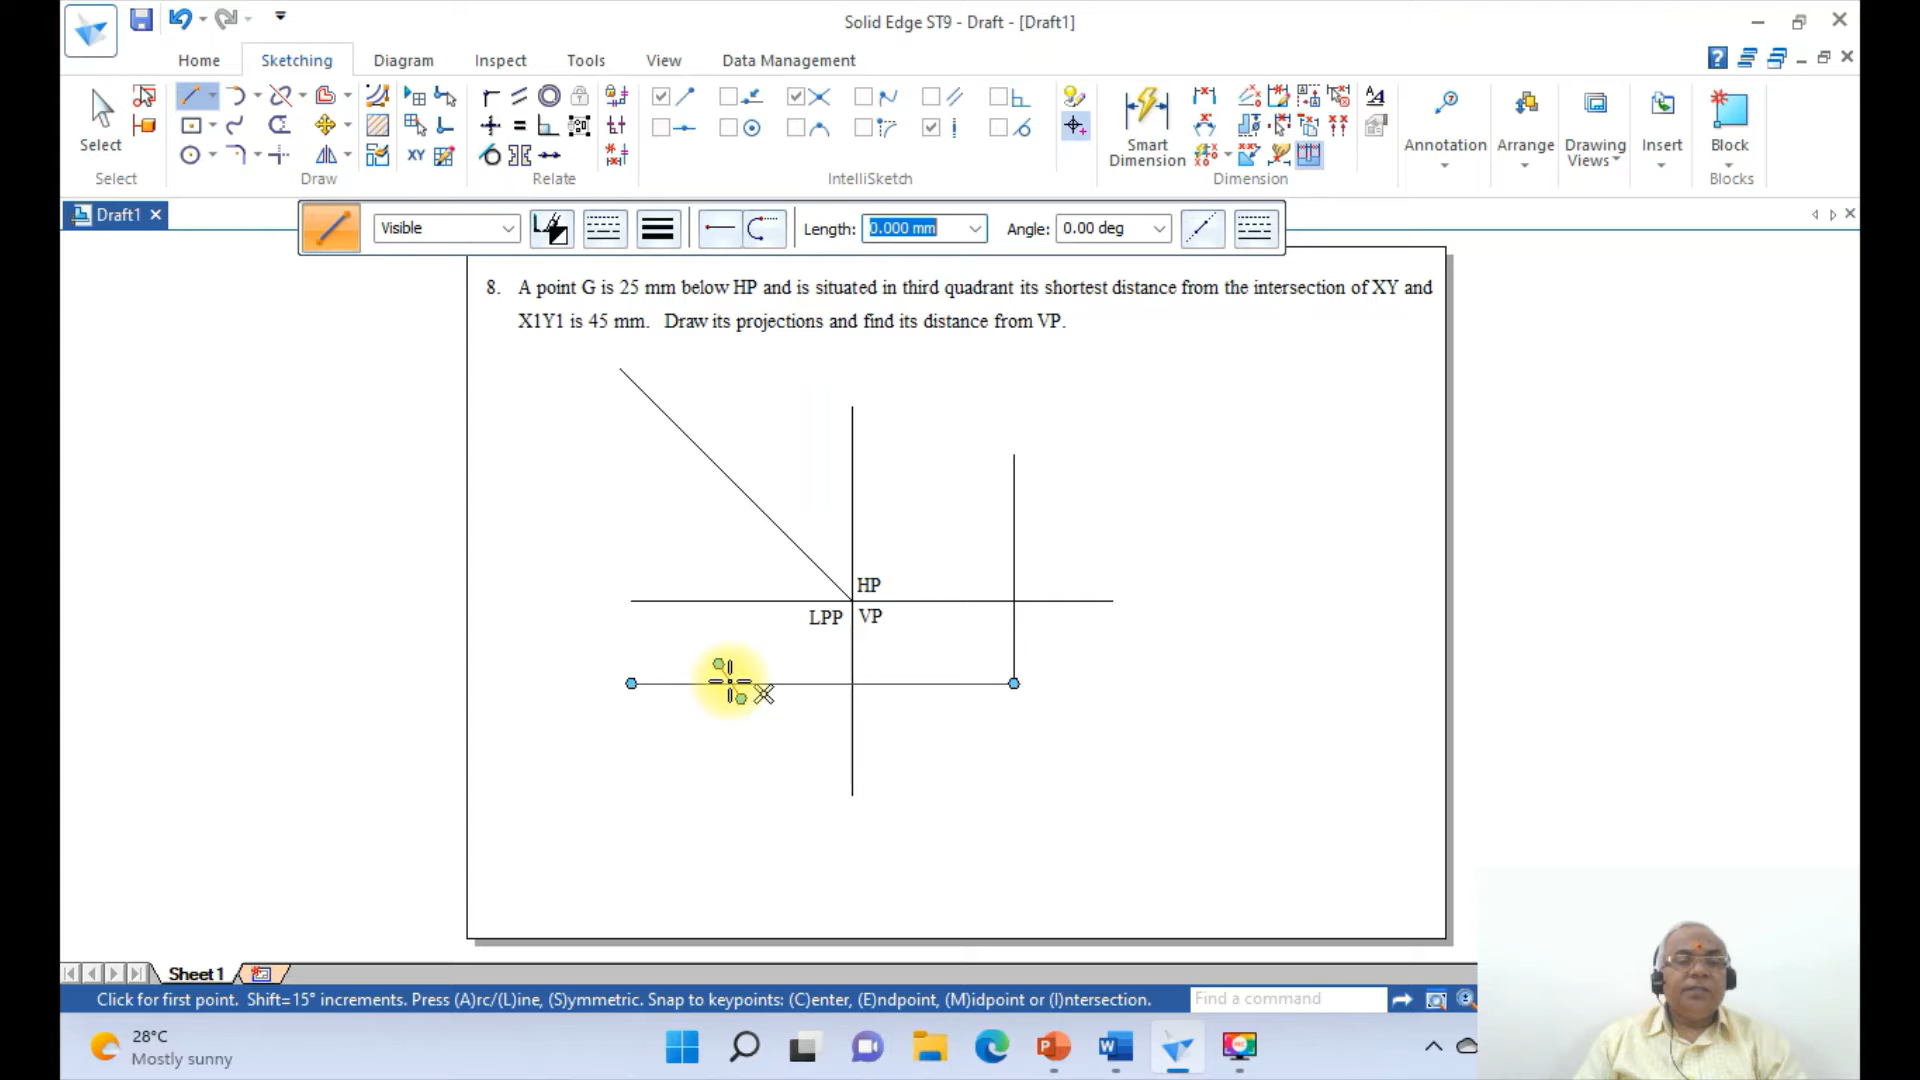 Solid Edge ST9 - Draft - [Draft1]
Home
Sketching
Diagram
Inspect
Tools
View
Data Management
Select
XY
Smart
Dimension
Annotation
Arrange
Drawing
Views
Insert
Block
Select
Draw
Relate
IntelliSketch
Dimension
Blocks
Draft1
Visible
Length:
0.000 mm
Angle:
0.00 deg
8. A point G is 25 mm below HP and is situated in third quadrant its shortest distance from the intersection of XY and
X1Y1 is 45 mm. Draw its projections and find its distance from VP.
HP
LPP
VP
Sheet1
Click for first point. Shift=15° increments. Press (A)rc/(L)ine, (S)ymmetric. Snap to keypoints: (C)enter, (E)ndpoint, (M)idpoint or (I)ntersection.
Find a command
28°C
Mostly sunny